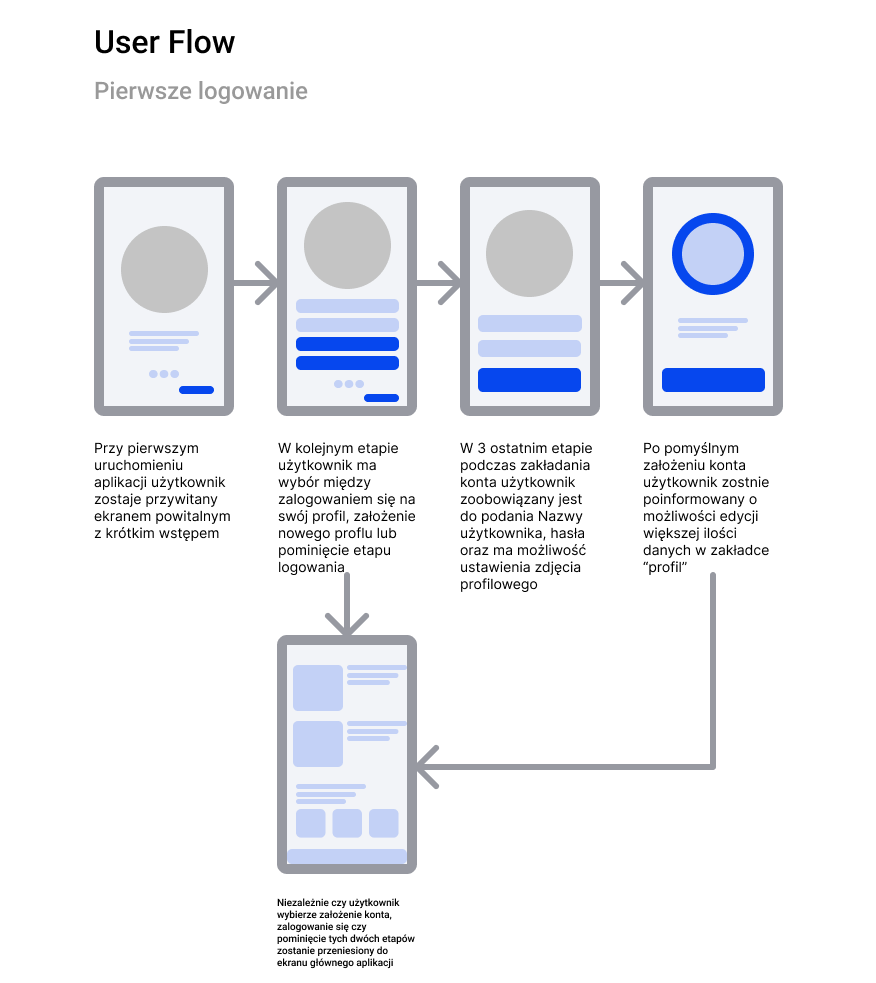 User Flow
Pierwsze logowanie
Przy pierwszym
uruchomieniu
aplikacji użytkownik
zostaje przywitany
ekranem powitalnym
z krótkim wstępem
W kolejnym etapie
użytkownik ma
wybór między
zalogowaniem się na
swój profil, założenie
nowego proflu lub
pominięcie etapu
logowania
W 3 ostatnim etapie
podczas zakładania
konta użytkownik
zoobowiązany jest
do podania Nazwy
użytkownika, hasła
oraz ma możliwość
ustawienia zdjęcia
profilowego
Po pomyślnym
założeniu konta
użytkownik zostnie
poinformowany o
możliwości edycji
większej ilości
danych w zakładce
“profil”
Niezależnie czy użytkownik
wybierze założenie konta,
zalogowanie się czy
pominięcie tych dwóch etapów
zostanie przeniesiony do
ekranu głównego aplikacji